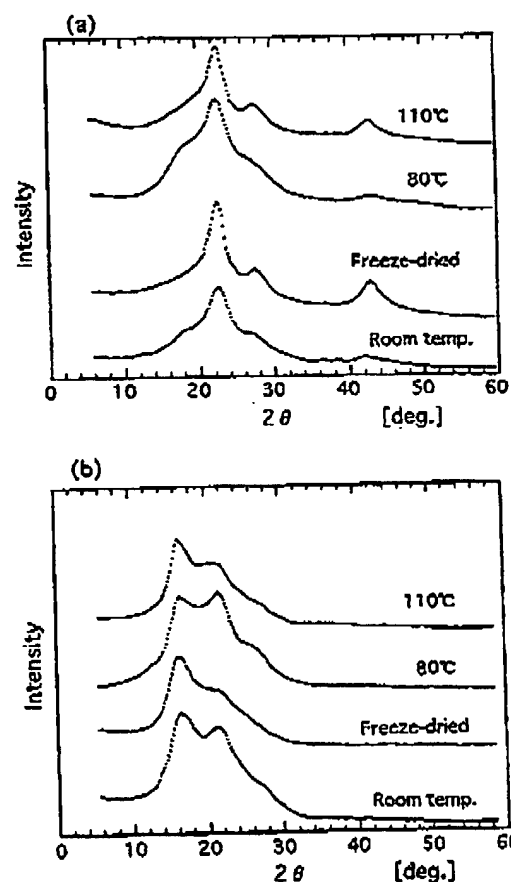 (a)
110℃
80℃
Freeze-dried
Room temp.
Intensity
0 10 20 30 40 50 60
2θ [deg.]
(b)
110℃
80℃
Freeze-dried
Room temp.
Intensity
0 10 20 30 40 50 60
2θ [deg.]